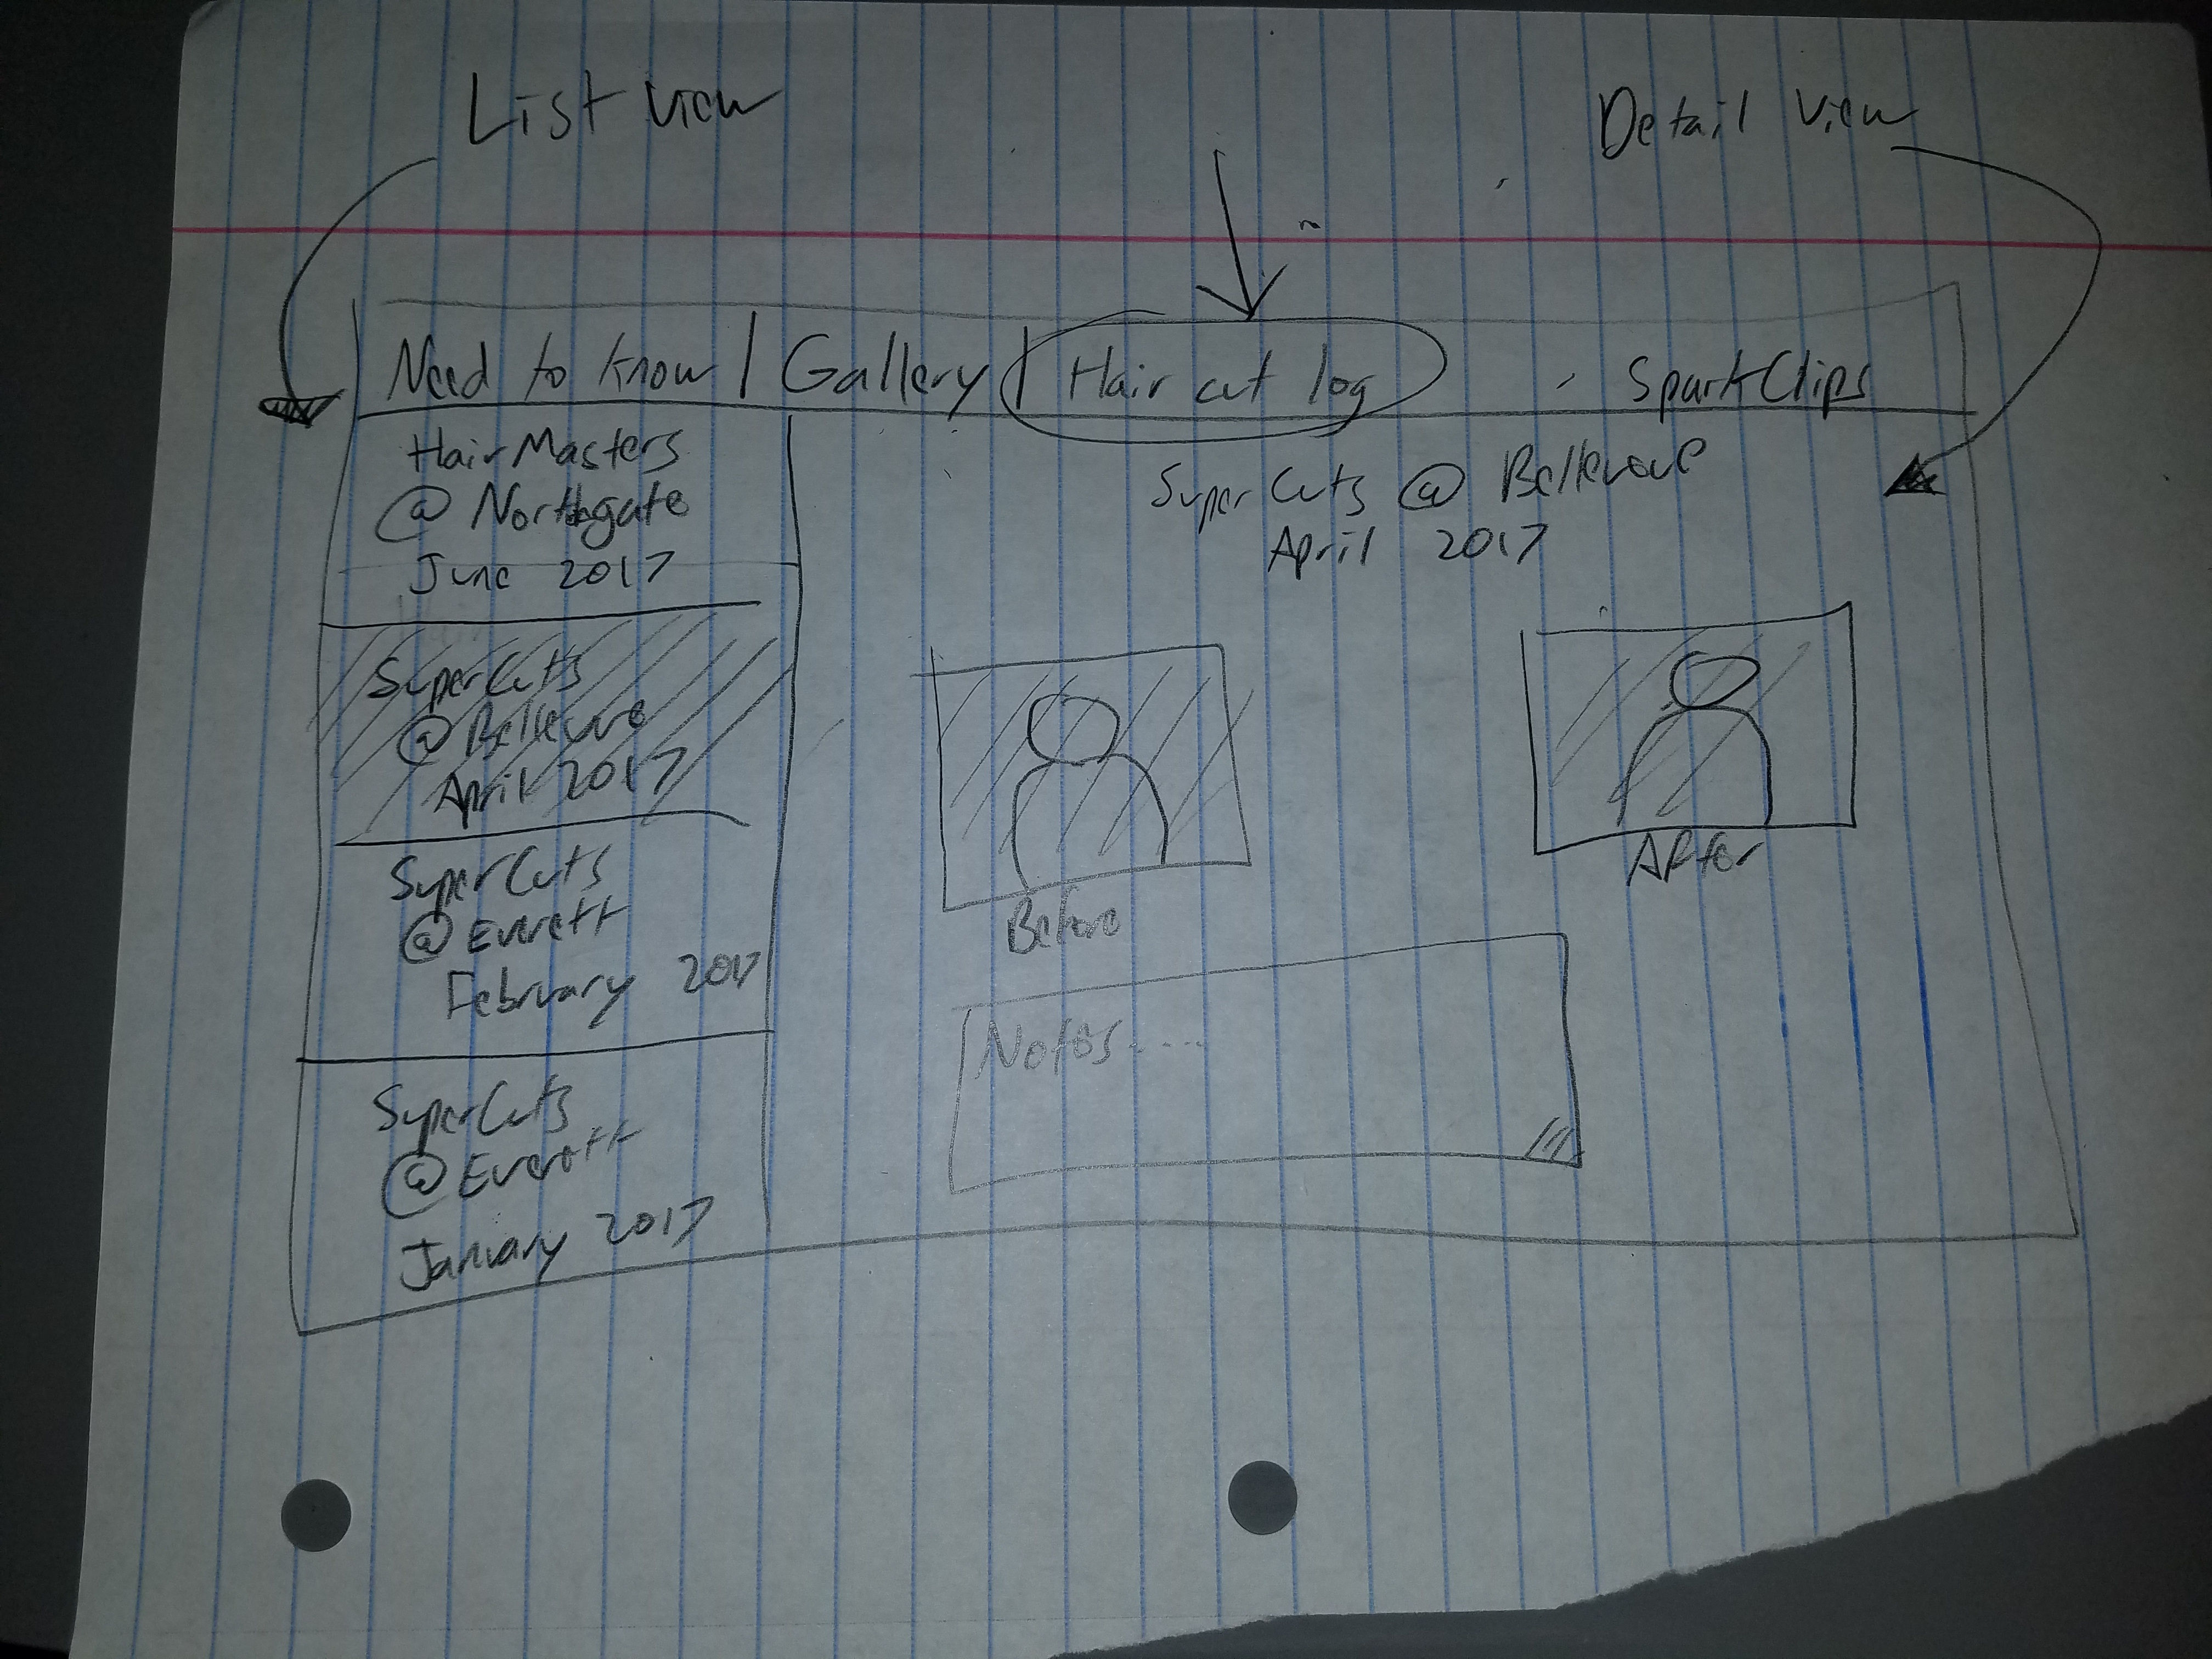 List view
Detail view
Need to know | Gallery | Hair cut log
SparkClips
HairMasters
@ Northgate
June 2017
SuperCuts
@ Bellevue
April 2017
SuperCuts
@ Everett
February 2017
SuperCuts
@ Everett
January 2017
SuperCuts @ Bellevue
April 2017
Before
After
Notes....